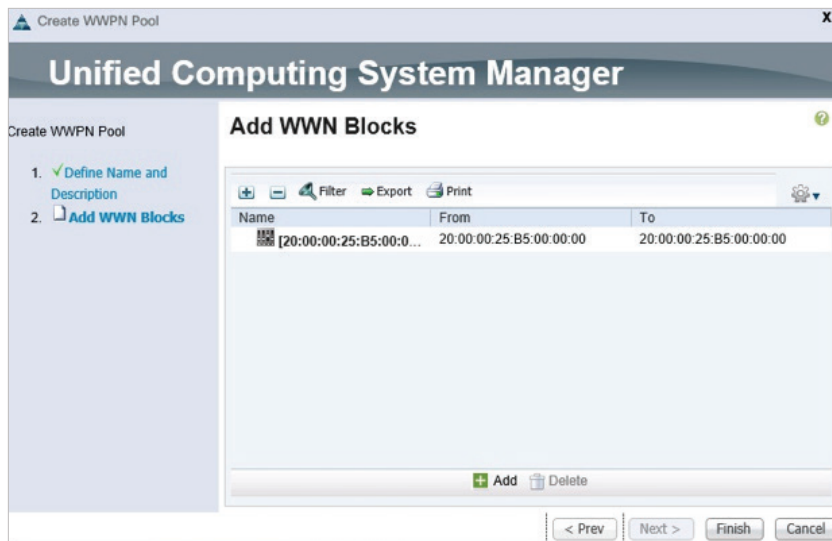 Create WWPN Pool
X
Unified Computing System Manager
Create WWPN Pool
1. Define Name and
Description
2. Add WWN Blocks
Add WWN Blocks
?
+ - Filter Export Print
Name From To
[20:00:00:25:B5:00:0... 20:00:00:25:B5:00:00:00 20:00:00:25:B5:00:00:00
+ Add Delete
< Prev Next > Finish Cancel